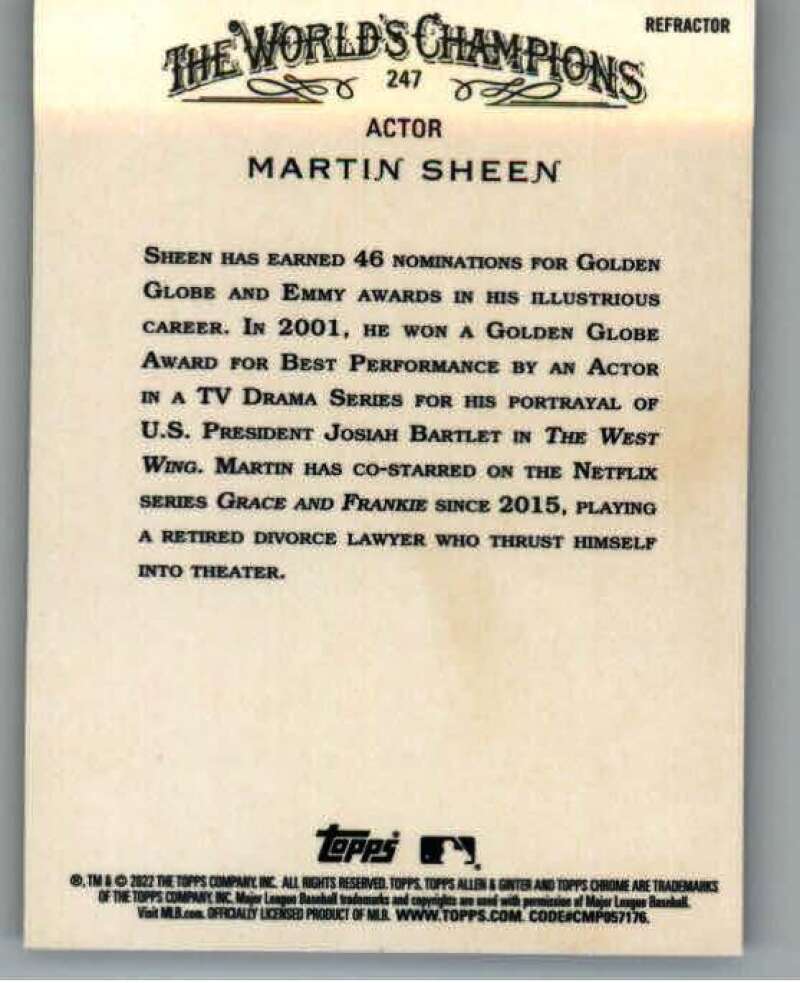 REFRACTOR
THE WORLD'S CHAMPIONS
247
ACTOR
MARTIN SHEEN
SHEEN HAS EARNED 46 NOMINATIONS FOR GOLDEN
GLOBE AND EMMY AWARDS IN HIS ILLUSTRIOUS
CAREER. IN 2001, HE WON A GOLDEN GLOBE
AWARD FOR BEST PERFORMANCE BY AN ACTOR
IN A TV DRAMA SERIES FOR HIS PORTRAYAL OF
U.S. PRESIDENT JOSIAH BARTLET IN THE WEST
WING. MARTIN HAS CO-STARRED ON THE NETFLIX
SERIES GRACE AND FRANKIE SINCE 2015, PLAYING
A RETIRED DIVORCE LAWYER WHO THRUST HIMSELF
INTO THEATER.
Topps
®, TM & © 2022 THE TOPPS COMPANY, INC. ALL RIGHTS RESERVED. TOPPS, TOPPS ALLEN & GINTER AND TOPPS CHROME ARE TRADEMARKS
OF THE TOPPS COMPANY, INC. Major League Baseball trademarks and copyrights are used with permission of Major League Baseball.
Visit MLB.com. OFFICIALLY LICENSED PRODUCT OF MLB. WWW.TOPPS.COM. CODE#CMP057176.